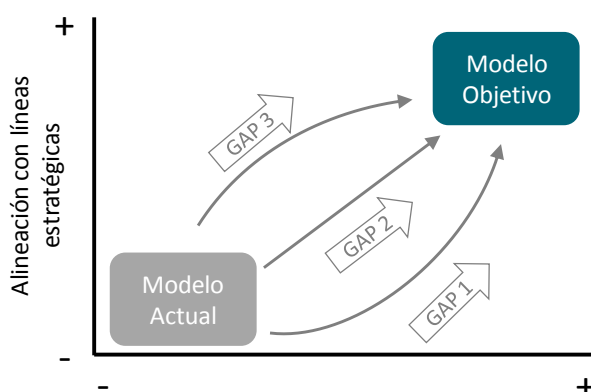 +
Alineación con líneas
estratégicas
Modelo
Objetivo
GAP 3
GAP 2
Modelo
Actual
GAP 1
-
-
+